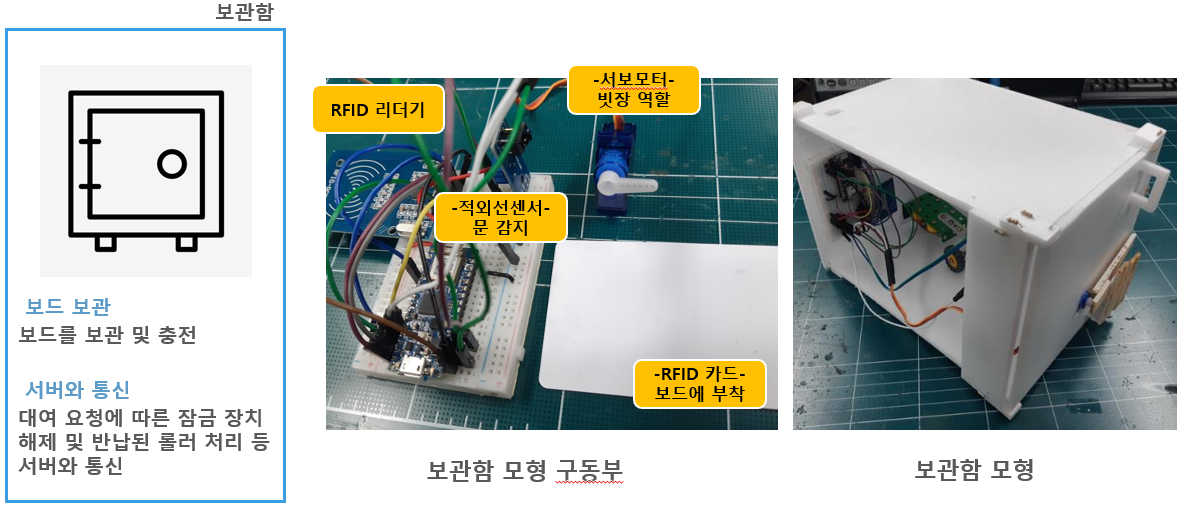 보관함
보드 보관
보드를 보관 및 충전
서버와 통신
대여 요청에 따른 잠금 장치
해제 및 반납된 롤러 처리 등
서버와 통신
RFID 리더기
-서보모터-
빗장 역할
-적외선센서-
문 감지
-RFID 카드-
보드에 부착
보관함 모형 구동부
보관함 모형